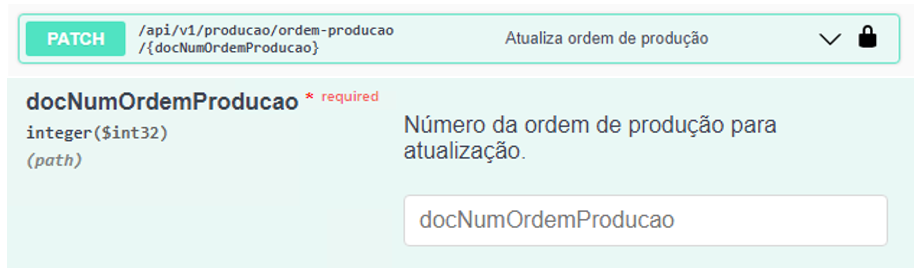 PATCH
/api/v1/producao/ordem-producao
/{docNumOrdemProducao}
Atualiza ordem de produção
docNumOrdemProducao * required
integer($int32)
(path)
Número da ordem de produção para
atualização.
docNumOrdemProducao